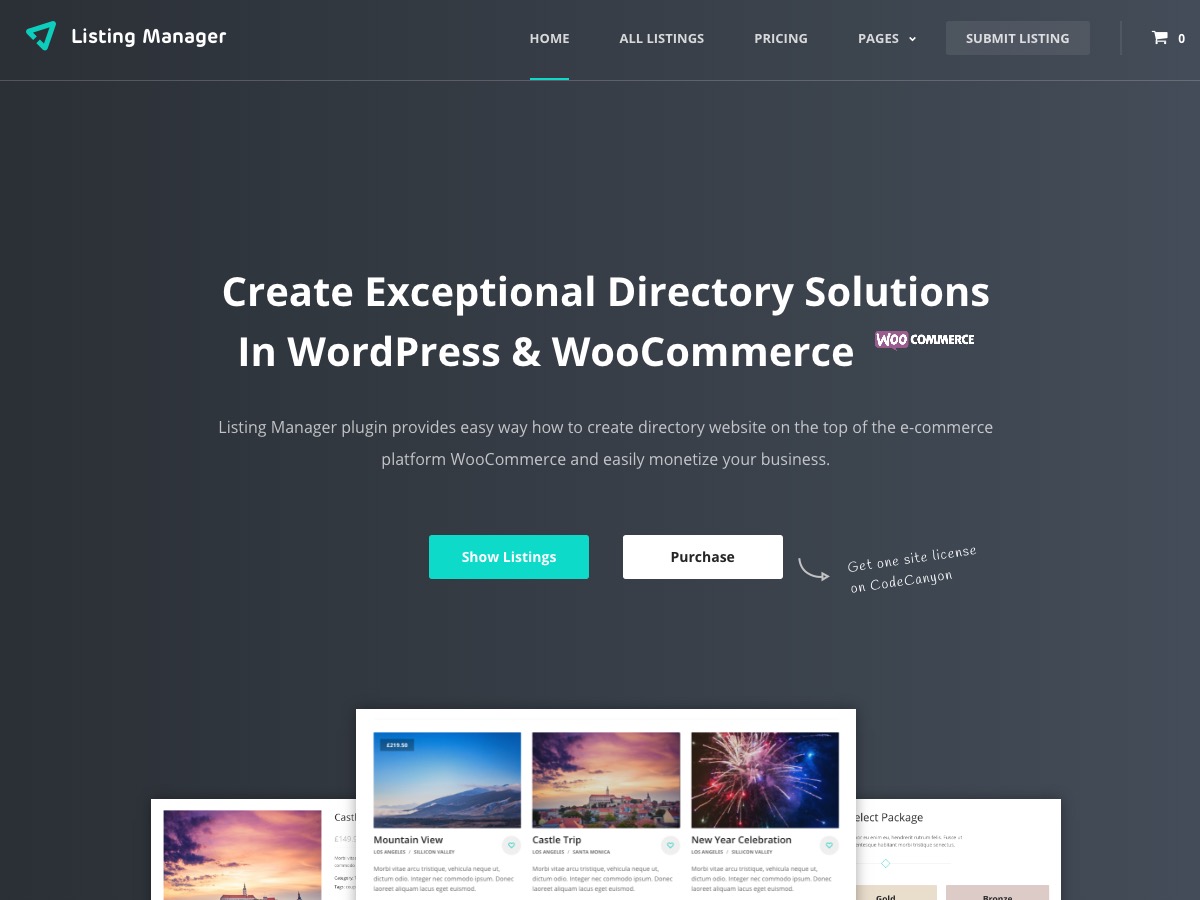 Listing Manager
HOME
ALL LISTINGS
PRICING
PAGES
SUBMIT LISTING
0
Create Exceptional Directory Solutions
In WordPress & WooCommerce
WOO COMMERCE
Listing Manager plugin provides easy way how to create directory website on the top of the e-commerce
platform WooCommerce and easily monetize your business.
Show Listings
Purchase
Get one site license
on CodeCanyon
£219.50
Mountain View
LOS ANGELES / SILLICON VALLEY
Morbi vitae arcu tristique, vehicula neque ut,
dictum odio. Integer nec commodo ipsum. Donec
laoreet aliquam lacus eget euismod.
Castle Trip
LOS ANGELES / SANTA MONICA
Morbi vitae arcu tristique, vehicula neque ut,
dictum odio. Integer nec commodo ipsum. Donec
laoreet aliquam lacus eget euismod.
New Year Celebration
LOS ANGELES / SILLICON VALLEY
Morbi vitae arcu tristique, vehicula neque ut,
dictum odio. Integer nec commodo ipsum. Donec
laoreet aliquam lacus eget euismod.
Castl
£149.
Morbi vitae
commodo
Category:
Tags:
elect Package
Gold
Bronze